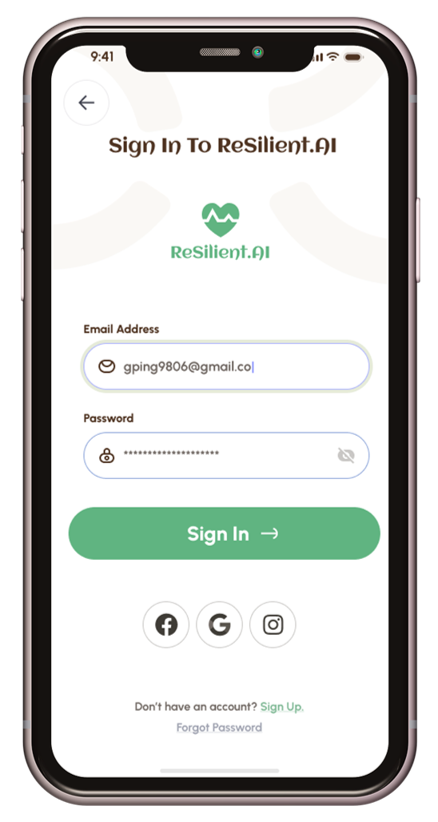 9:41
Sign In To ReSilient.AI
ReSilient.AI
Email Address
gping9806@gmail.co
Password
********************
Sign In →
Don't have an account? Sign Up.
Forgot Password